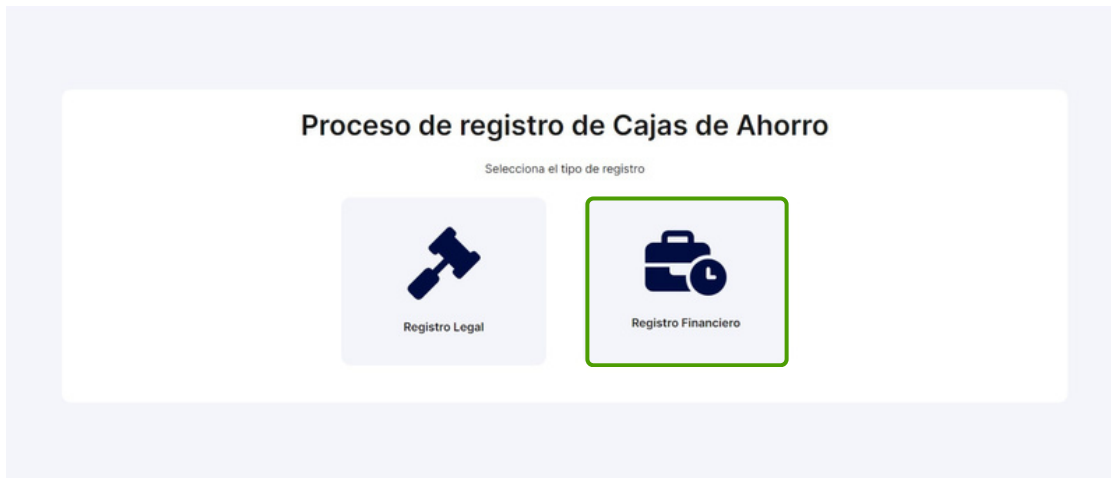 Proceso de registro de Cajas de Ahorro
Selecciona el tipo de registro
Registro Legal
Registro Financiero